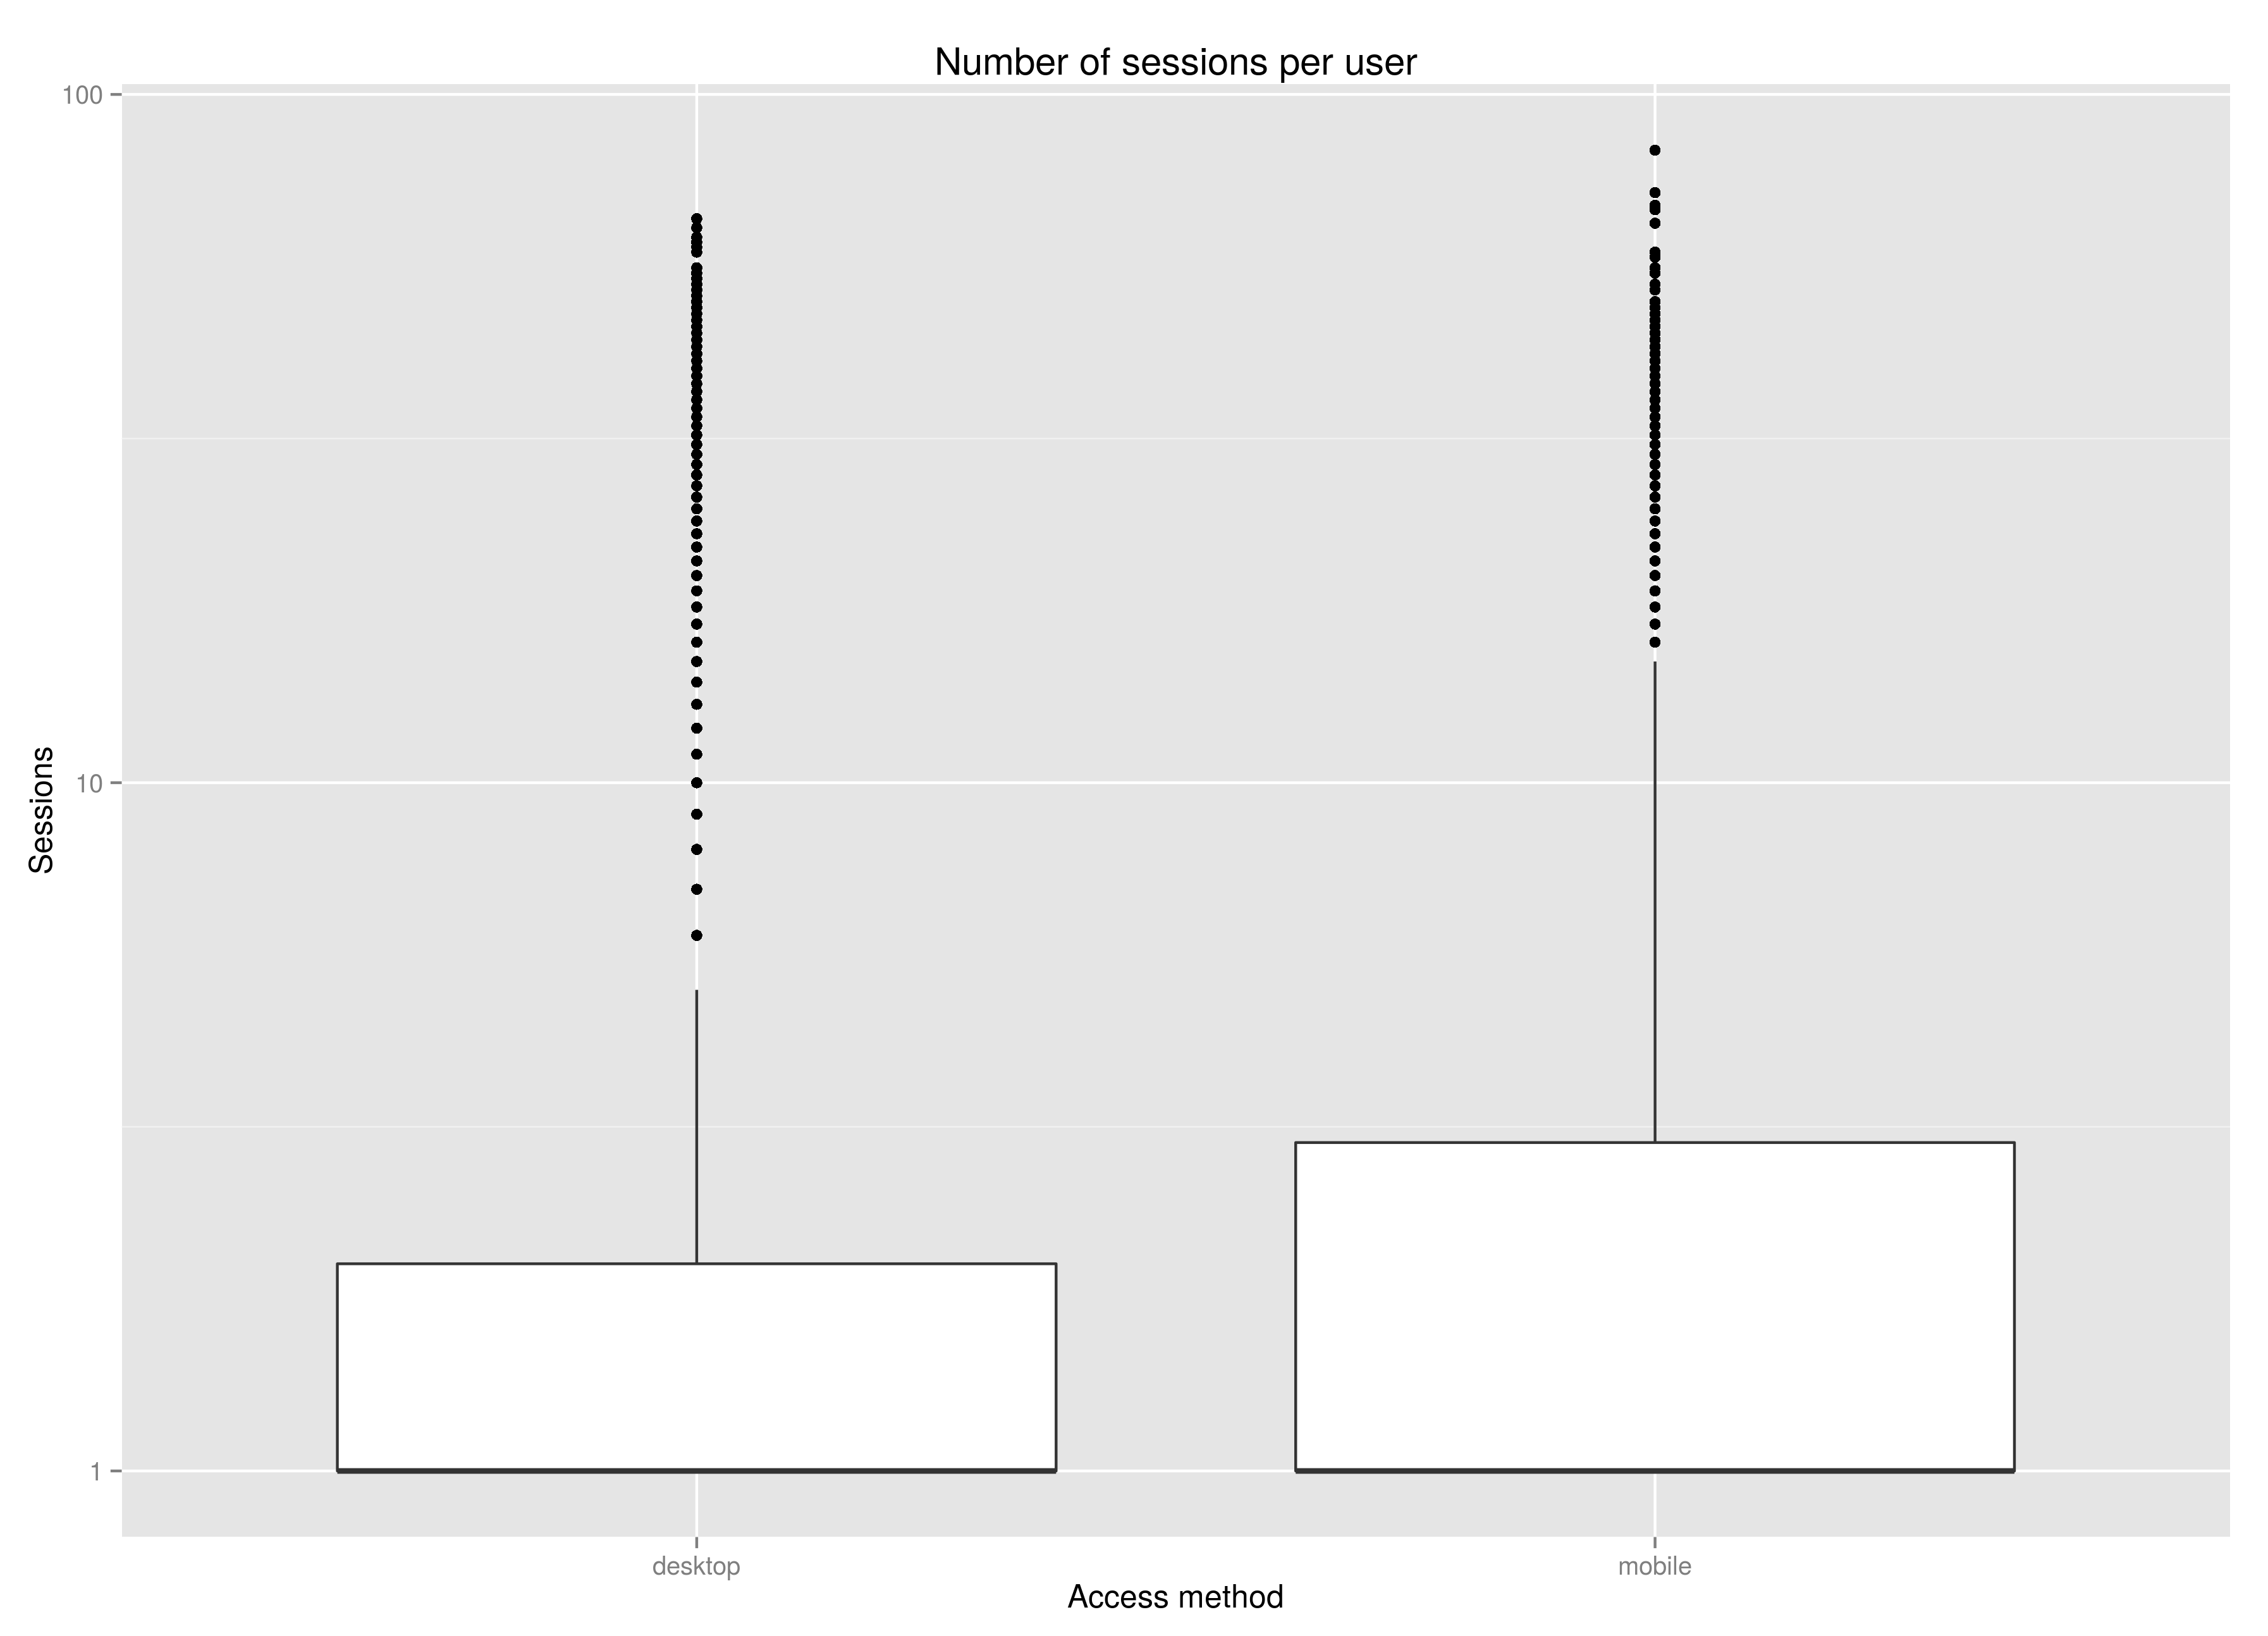 Number of sessions per user
100
10
1
Sessions
desktop
mobile
Access method